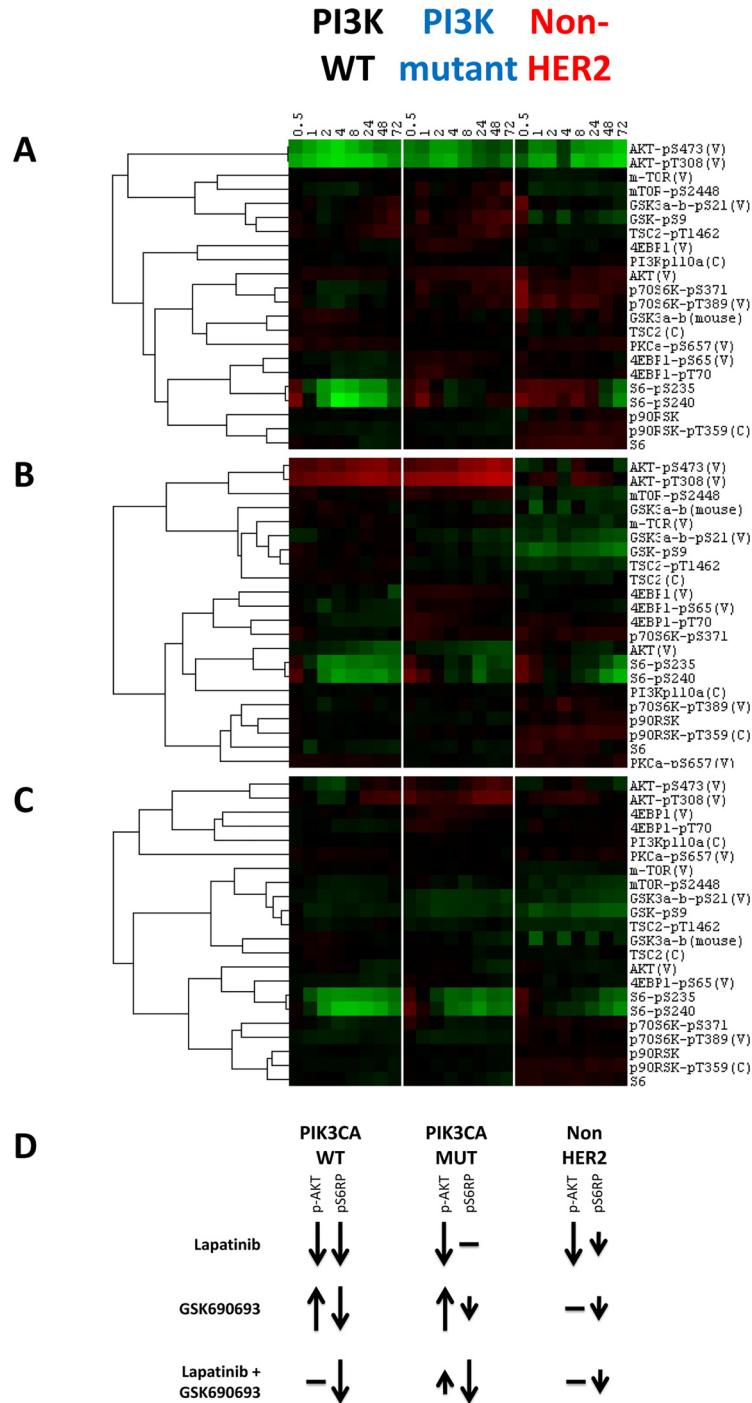 PI3K PI3K Non-
WT mutant HER2
0.5 1 2 4 8 24 48 72 0.5 1 2 4 8 24 48 72 0.5 1 2 4 8 24 48 72
A
AKT-pS473(V)
AKT-pT308(V)
m-TOR(V)
mTOR-pS2448
GSK3a-b-pS21(V)
GSK-pS9
TSC2-pT1462
4EBP1(V)
PI3Kp110a(C)
AKT(V)
p70S6K-pS371
p70S6K-pT389(V)
GSK3a-b(mouse)
TSC2(C)
PKCa-pS657(V)
4EBP1-pS65(V)
4EBP1-pT70
S6-pS235
S6-pS240
p90RSK
p90RSK-pT359(C)
S6
B
AKT-pS473(V)
AKT-pT308(V)
mTOR-pS2448
GSK3a-b(mouse)
m-TOR(V)
GSK3a-b-pS21(V)
GSK-pS9
TSC2-pT1462
TSC2(C)
4EBP1(V)
4EBP1-pS65(V)
4EBP1-pT70
p70S6K-pS371
AKT(V)
S6-pS235
S6-pS240
PI3Kp110a(C)
p70S6K-pT389(V)
p90RSK
p90RSK-pT359(C)
S6
PKCa-pS657(V)
C
AKT-pS473(V)
AKT-pT308(V)
4EBP1(V)
4EBP1-pT70
PI3Kp110a(C)
PKCa-pS657(V)
m-TOR(V)
mTOR-pS2448
GSK3a-b-pS21(V)
GSK-pS9
TSC2-pT1462
GSK3a-b(mouse)
TSC2(C)
AKT(V)
4EBP1-pS65(V)
S6-pS235
S6-pS240
p70S6K-pS371
p70S6K-pT389(V)
p90RSK
p90RSK-pT359(C)
S6
D
PIK3CA PIK3CA Non
WT MUT HER2
p-AKT pS6RP p-AKT pS6RP p-AKT pS6RP
Lapatinib
GSK690693
Lapatinib +
GSK690693